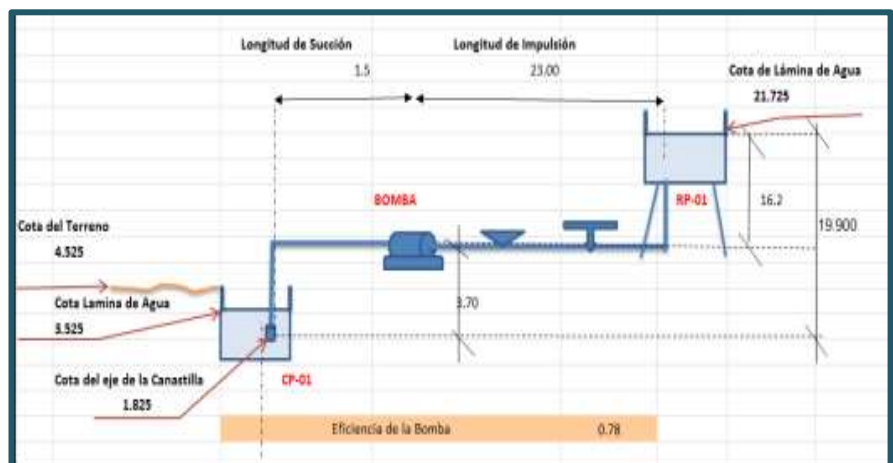 Longitud de Succión
Longitud de Impulsión
1.5
23.00
Cota de Lámina de Agua
21.725
BOMBA
RP-01
16.2
19.900
Cota del Terreno
4.525
3.70
Cota Lamina de Agua
3.525
Cota del eje de la Canastilla
1.825
CP-01
Eficiencia de la Bomba
0.78